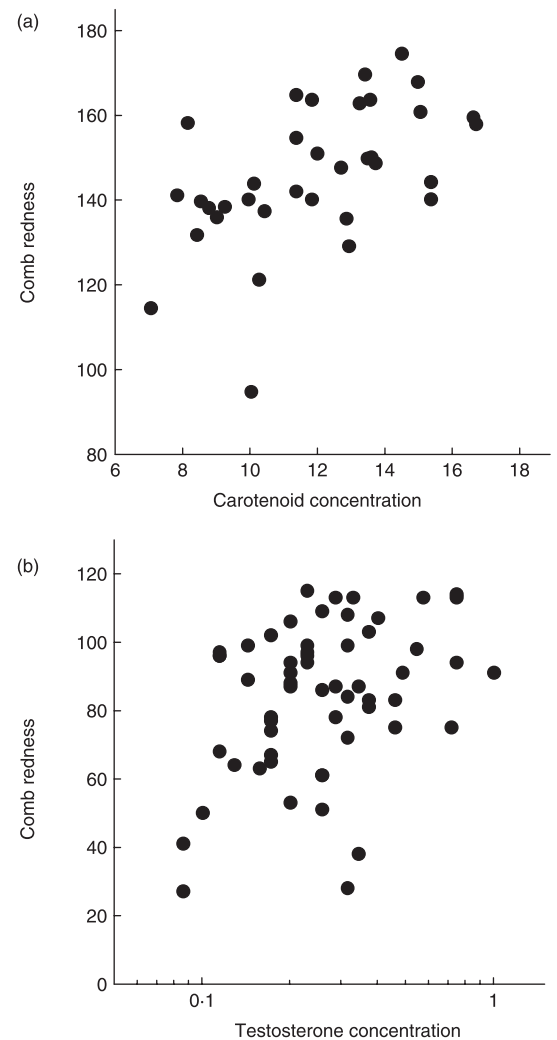 (a)
180
160
140
120
100
80
Comb redness
6 8 10 12 14 16 18
Carotenoid concentration
(b)
120
100
80
60
40
20
0
Comb redness
0·1 1
Testosterone concentration